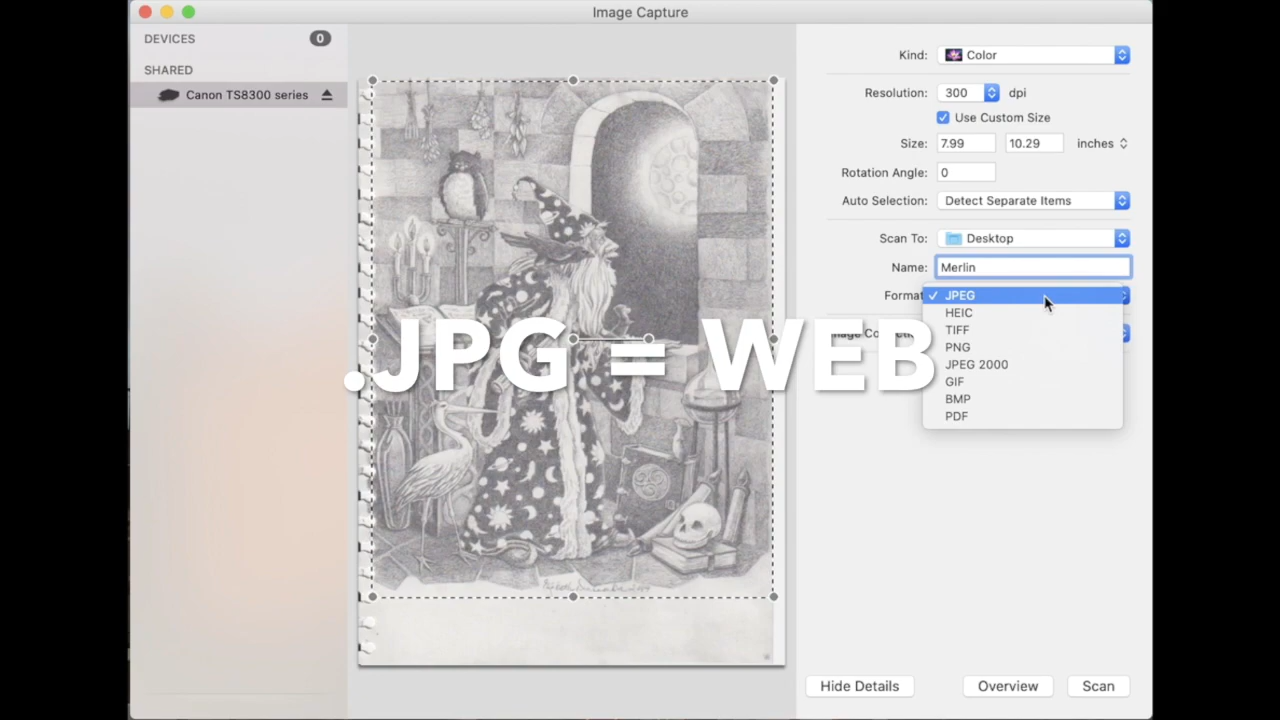 Image Capture
DEVICES 0
SHARED
Canon TS8300 series
Kind: Color
Resolution: 300 dpi
Use Custom Size
Size: 7.99 10.29 inches
Rotation Angle: 0
Auto Selection: Detect Separate Items
Scan To: Desktop
Name: Merlin
Format
JPEG
HEIC
TIFF
PNG
JPEG 2000
GIF
BMP
PDF
.JPG = WEB
Hide Details Overview Scan